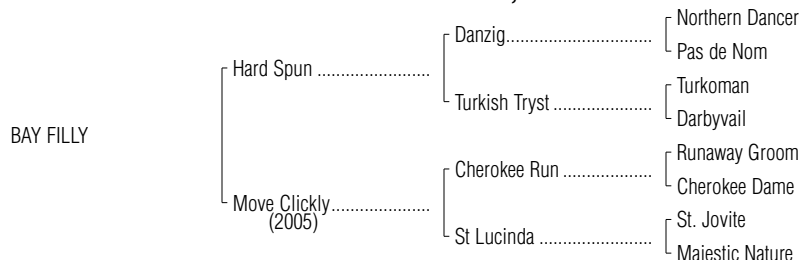 Northern Dancer
Danzig..............................
Pas de Nom
Hard Spun ........................
Turkoman
Turkish Tryst .....................
Darbyvail
BAY FILLY
Runaway Groom
Cherokee Run ...................
Cherokee Dame
Move Clickly.....................
(2005)
St. Jovite
St Lucinda ........................
Majestic Nature